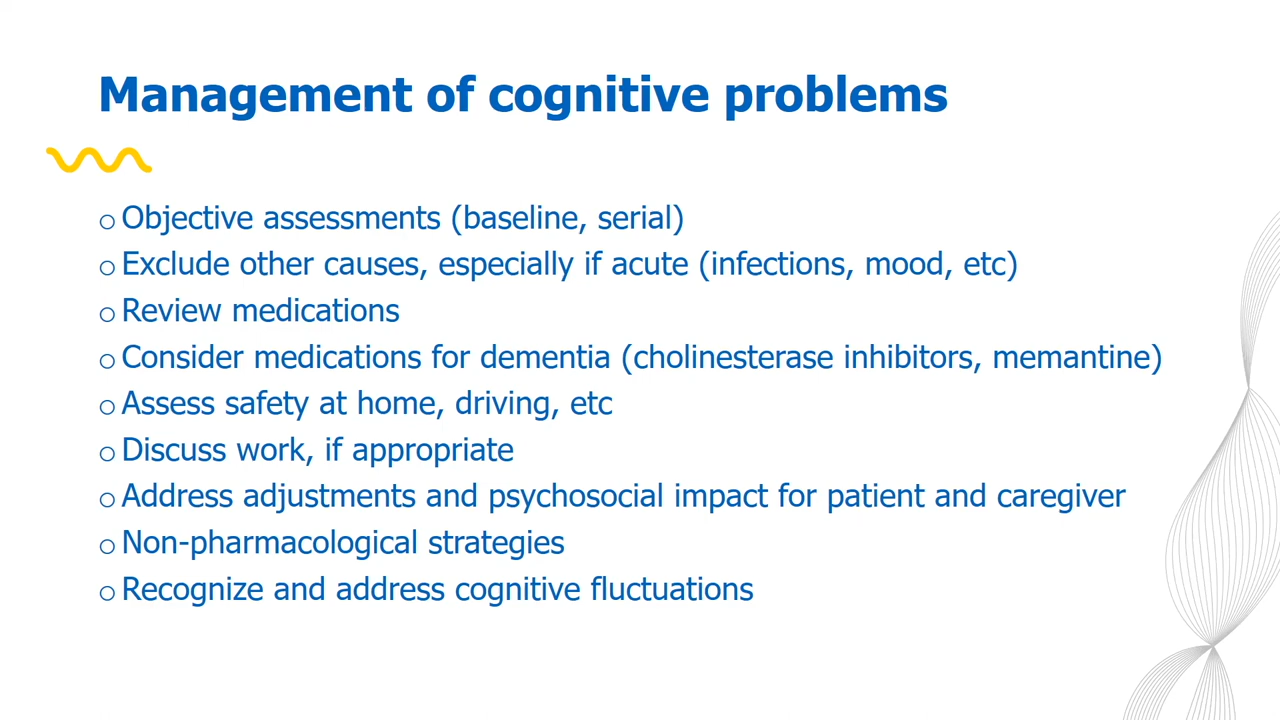 Management of cognitive problems
o Objective assessments (baseline, serial)
o Exclude other causes, especially if acute (infections, mood, etc)
o Review medications
o Consider medications for dementia (cholinesterase inhibitors, memantine)
o Assess safety at home, driving, etc
o Discuss work, if appropriate
o Address adjustments and psychosocial impact for patient and caregiver
o Non-pharmacological strategies
o Recognize and address cognitive fluctuations